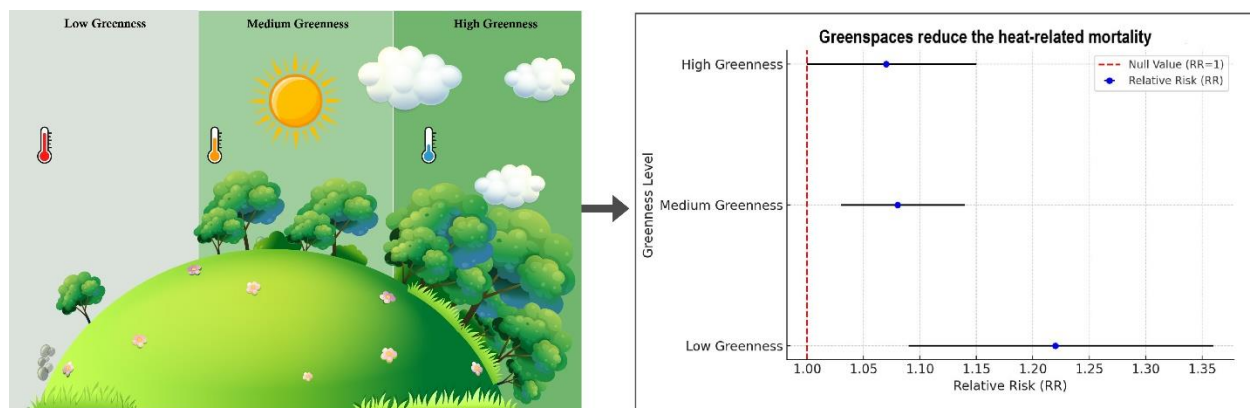 Low Greenness
Medium Greenness
High Greenness
Greenspaces reduce the heat-related mortality
Null Value (RR=1)
Relative Risk (RR)
Greenness Level
High Greenness
Medium Greenness
Low Greenness
1.00 1.05 1.10 1.15 1.20 1.25 1.30 1.35
Relative Risk (RR)